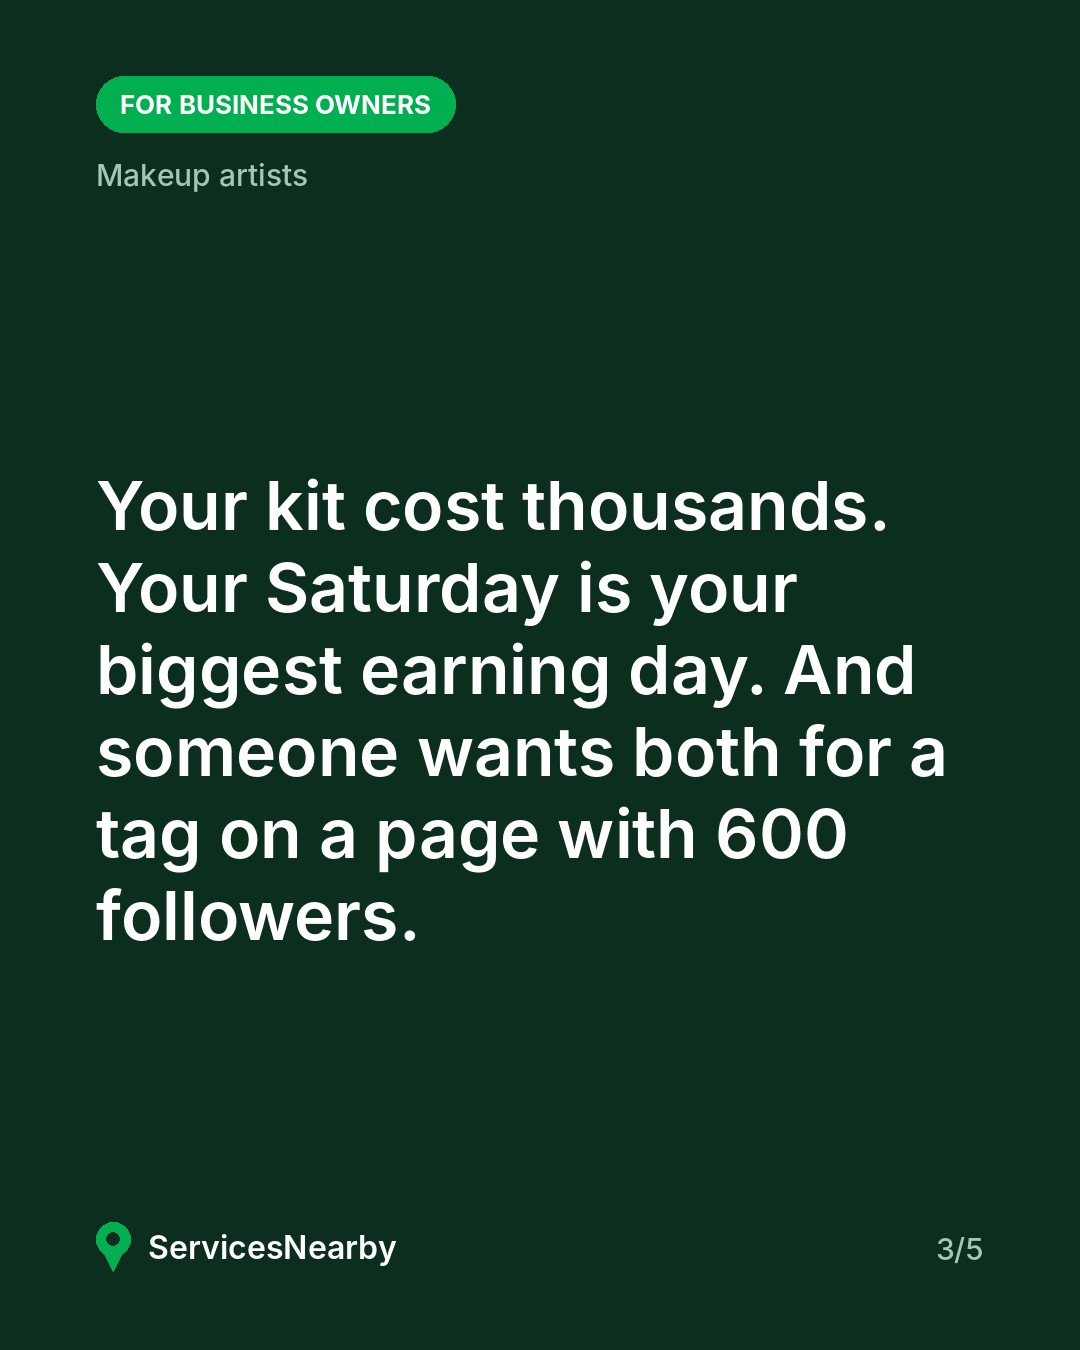 FOR BUSINESS OWNERS
Makeup artists
Your kit cost thousands.
Your Saturday is your
biggest earning day. And
someone wants both for a
tag on a page with 600
followers.
ServicesNearby
3/5